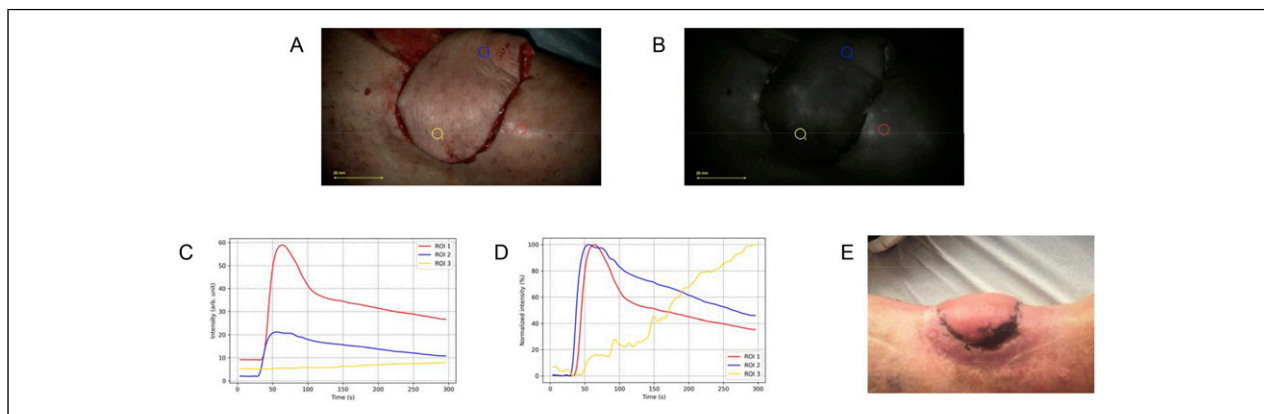 A
B
25 mm
25 mm
C
D
E
Intensity (arb. unit)
60
50
40
30
20
10
0
ROI 1
ROI 2
ROI 3
0
50
100
150
200
250
300
Time (s)
Normalized intensity (%)
100
80
60
40
20
0
ROI 1
ROI 2
ROI 3
0
50
100
150
200
250
300
Time (s)